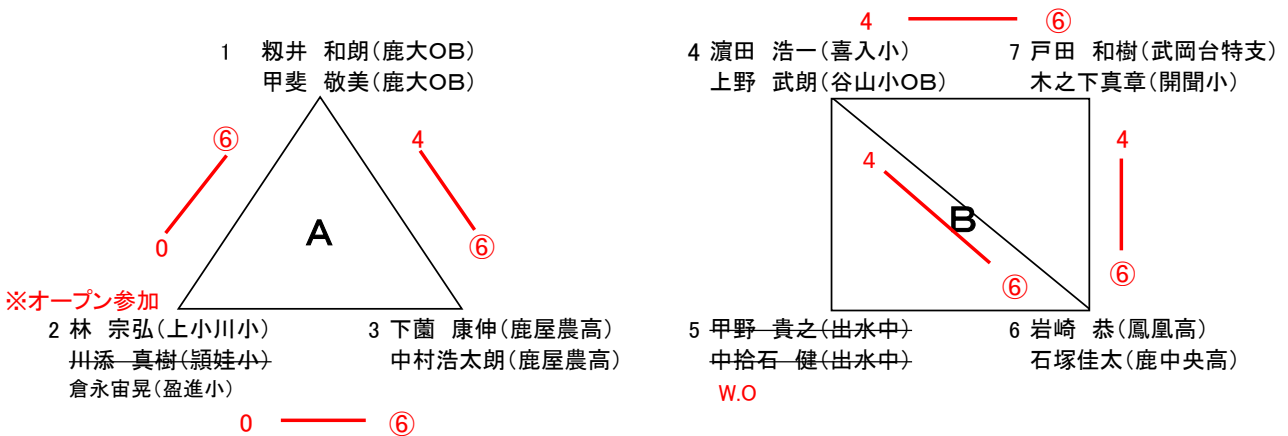 1 籾井 和朗(鹿大OB)
甲斐 敬美(鹿大OB)
⑥
0
4
⑥
A
※オープン参加
2 林 宗弘(上小川小)
川添 真樹(頴娃小)
倉永宙晃(盈進小)
3 下薗 康伸(鹿屋農高)
中村浩太朗(鹿屋農高)
0 ⑥
4 ⑥
4 濵田 浩一(喜入小)
上野 武朗(谷山小OB)
7 戸田 和樹(武岡台特支)
木之下真章(開聞小)
4
⑥
B
4
⑥
5 甲野 貴之(出水中)
中拾石 健(出水中)
W.O
6 岩崎 恭(鳳凰高)
石塚佳太(鹿中央高)